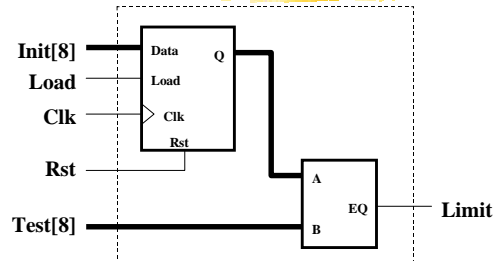 Init[8]
Load
Clk
Rst
Test[8]
Data
Q
Load
Clk
Rst
A
EQ
B
Limit